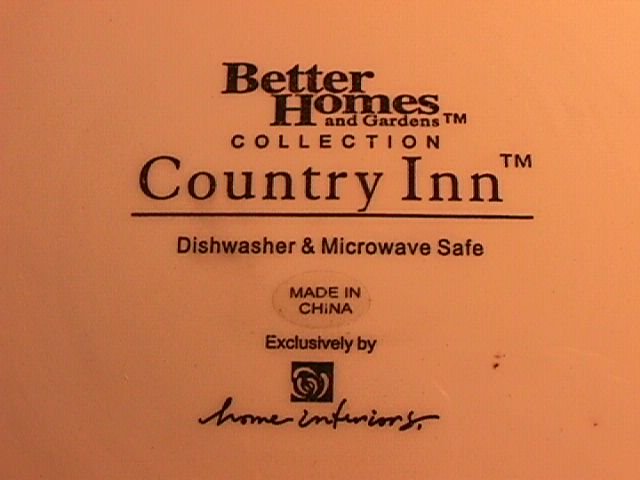 Better
Homes
and Gardens™
COLLECTION
Country Inn™
Dishwasher & Microwave Safe
MADE IN
CHINA
Exclusively by
home interiors.